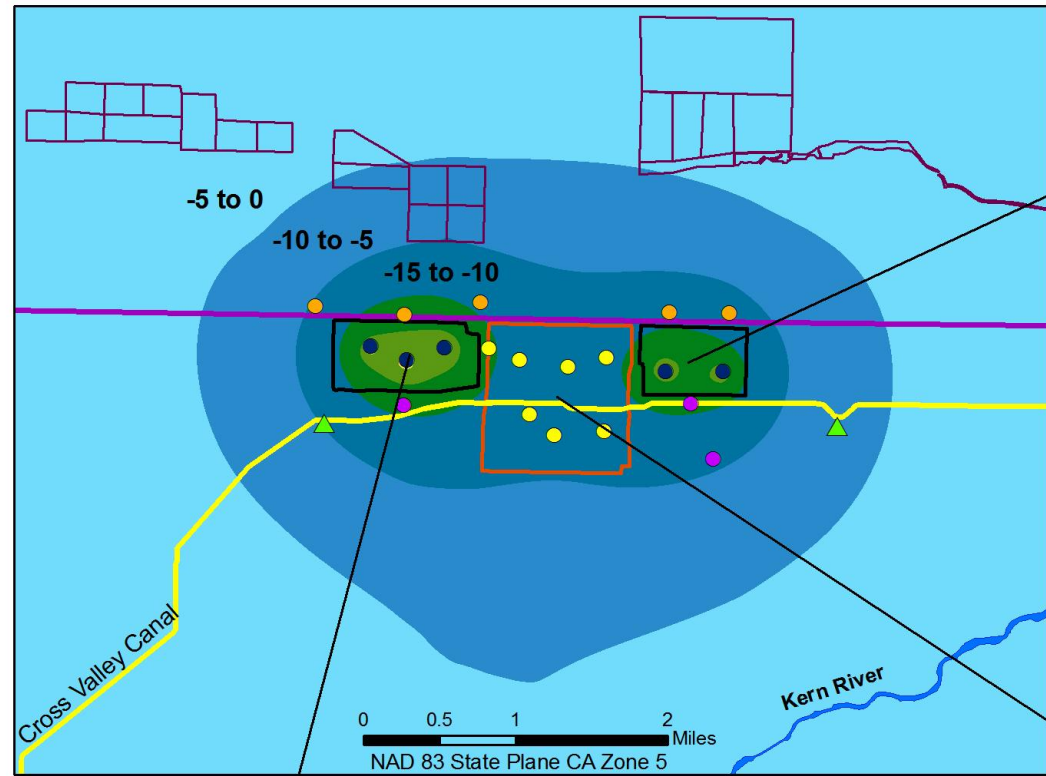 -5 to 0
-10 to -5
-15 to -10
Cross Valley Canal
Kern River
0 0.5 1 2
Miles
NAD 83 State Plane CA Zone 5